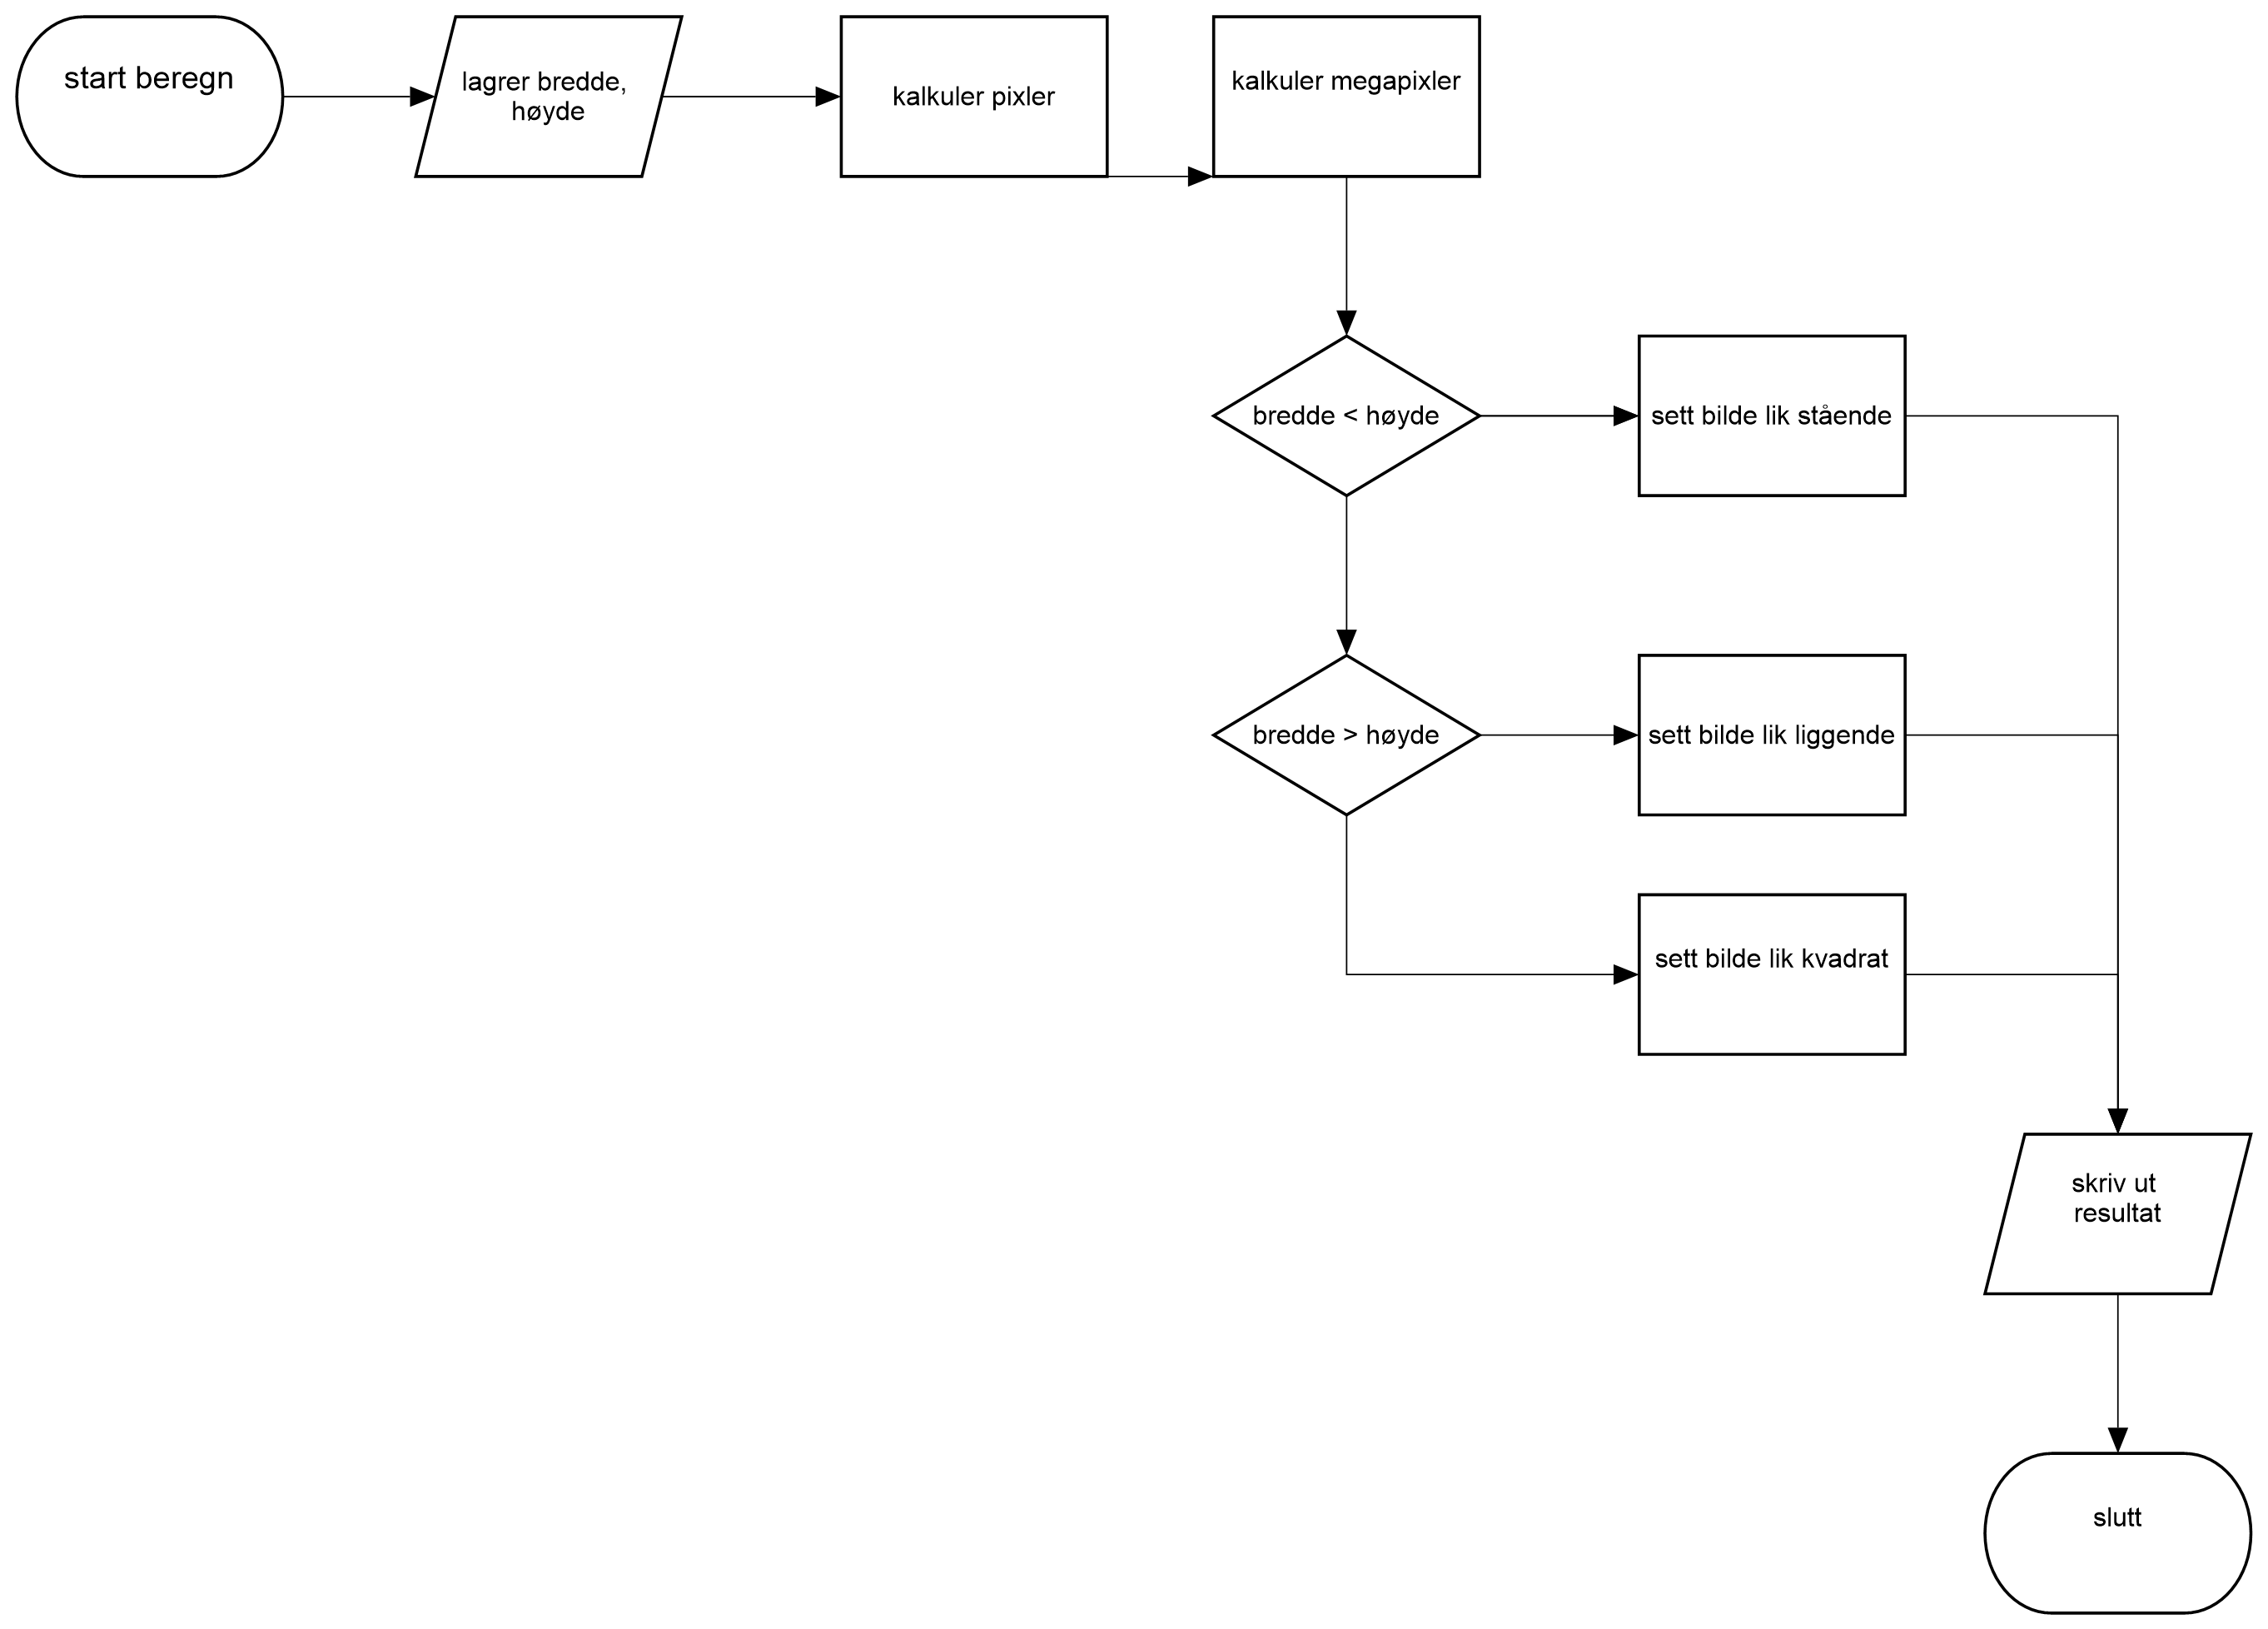 start beregn
lagrer bredde,
høyde
kalkuler pixler
kalkuler megapixler
bredde < høyde
sett bilde lik stående
bredde > høyde
sett bilde lik liggende
sett bilde lik kvadrat
skriv ut
resultat
slutt